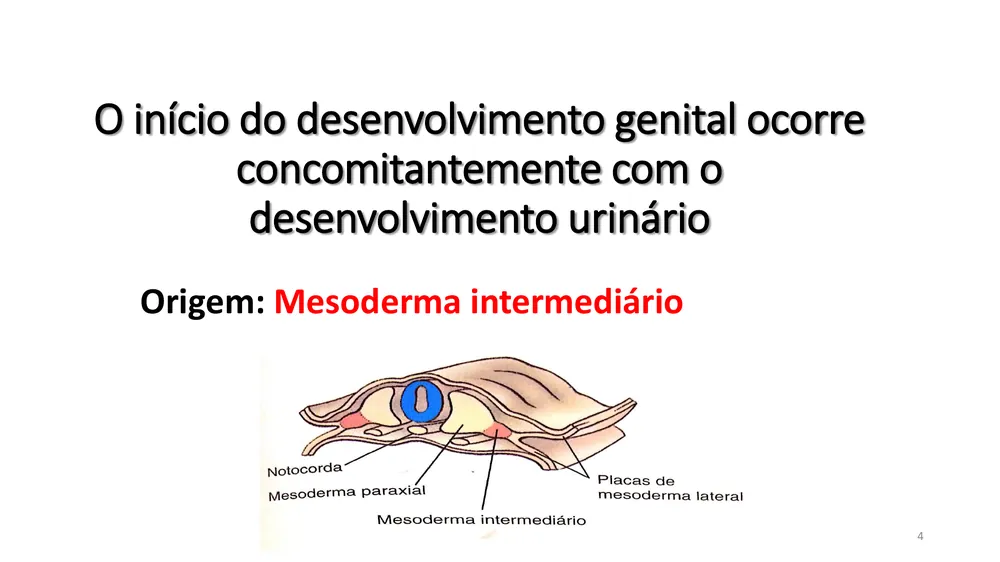 O início do desenvolvimento genital ocorre
concomitantemente com o
desenvolvimento urinário
Origem: Mesoderma intermediário
Notocorda
Mesoderma paraxial
Mesoderma intermediário
Placas de
mesoderma lateral
4